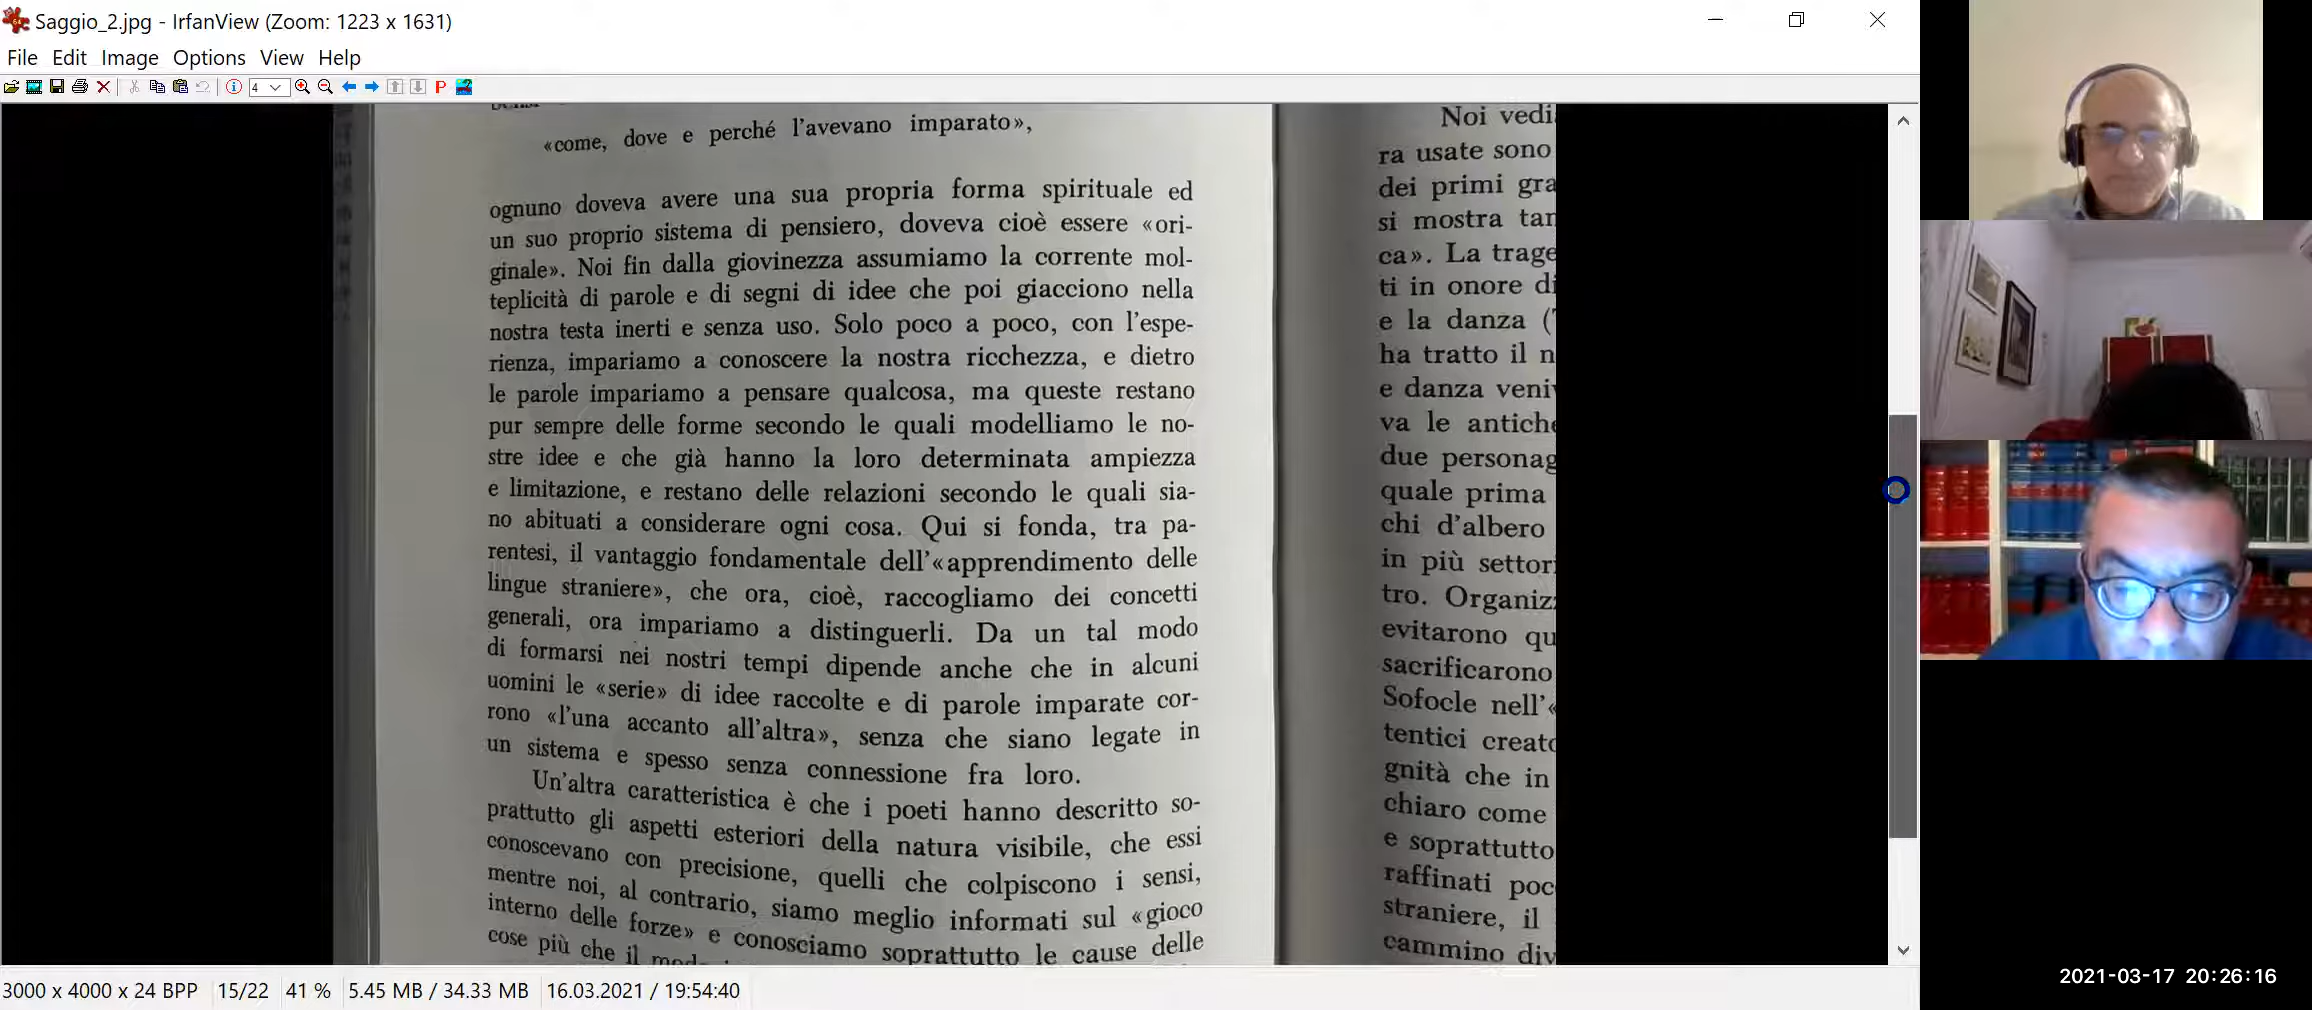 Saggio_2.jpg - IrfanView (Zoom: 1223 x 1631)
File Edit Image Options View Help
4
P
«come, dove e perché l'avevano imparato»,
ognuno doveva avere una sua propria forma spirituale ed
un suo proprio sistema di pensiero, doveva cioè essere «ori-
ginale». Noi fin dalla giovinezza assumiamo la corrente mol-
teplicità di parole e di segni di idee che poi giacciono nella
nostra testa inerti e senza uso. Solo poco a poco, con l'espe-
rienza, impariamo a conoscere la nostra ricchezza, e dietro
le parole impariamo a pensare qualcosa, ma queste restano
pur sempre delle forme secondo le quali modelliamo le no-
stre idee e che già hanno la loro determinata ampiezza
e limitazione, e restano delle relazioni secondo le quali sia-
no abituati a considerare ogni cosa. Qui si fonda, tra pa-
rentesi, il vantaggio fondamentale dell'«apprendimento delle
lingue straniere», che ora, cioè, raccogliamo dei concetti
generali, ora impariamo a distinguerli. Da un tal modo
di formarsi nei nostri tempi dipende anche che in alcuni
uomini le «serie» di idee raccolte e di parole imparate cor-
rono «l'una accanto all'altra», senza che siano legate in
un sistema e spesso senza connessione fra loro.
Un'altra caratteristica è che i poeti hanno descritto so-
prattutto gli aspetti esteriori della natura visibile, che essi
conoscevano con precisione, quelli che colpiscono i sensi,
mentre noi, al contrario, siamo meglio informati sul «gioco
interno delle forze» e conosciamo soprattutto le cause delle
cose più che il
Noi vedi
ra usate sono
dei primi gra
si mostra tan
ca». La trage
ti in onore di
e la danza (
ha tratto il n
e danza veni
va le antich
due personag
quale prima
chi d'albero
in più settor
tro. Organiz
evitarono qu
sacrificarono
Sofocle nell'«
tentici creato
gnità che in
chiaro come
e soprattutto
raffinati poc
straniere, il
cammino div
3000 x 4000 x 24 BPP 15/22 41 % 5.45 MB / 34.33 MB 16.03.2021 / 19:54:40
2021-03-17 20:26:16